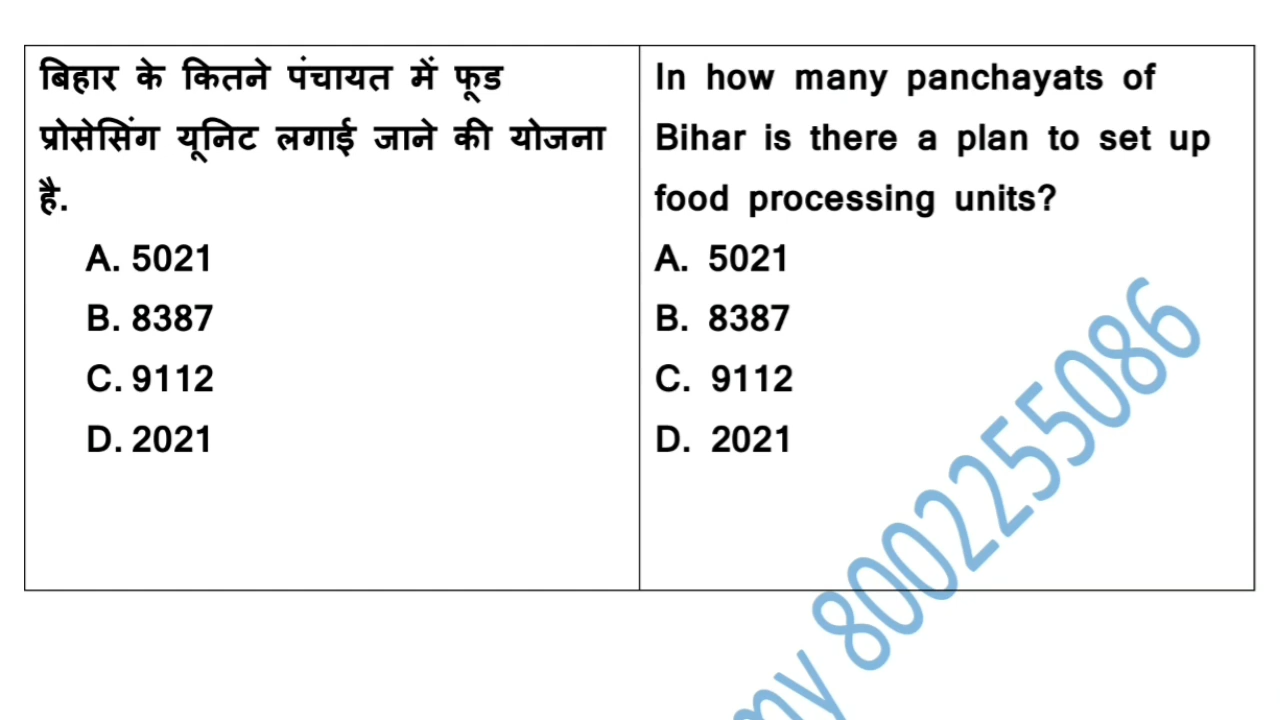 बिहार के कितने पंचायत में फूड
प्रोसेसिंग यूनिट लगाई जाने की योजना
है.
A. 5021
B. 8387
C. 9112
D. 2021
In how many panchayats of
Bihar is there a plan to set up
food processing units?
A. 5021
B. 8387
C. 9112
D. 2021
8002255086